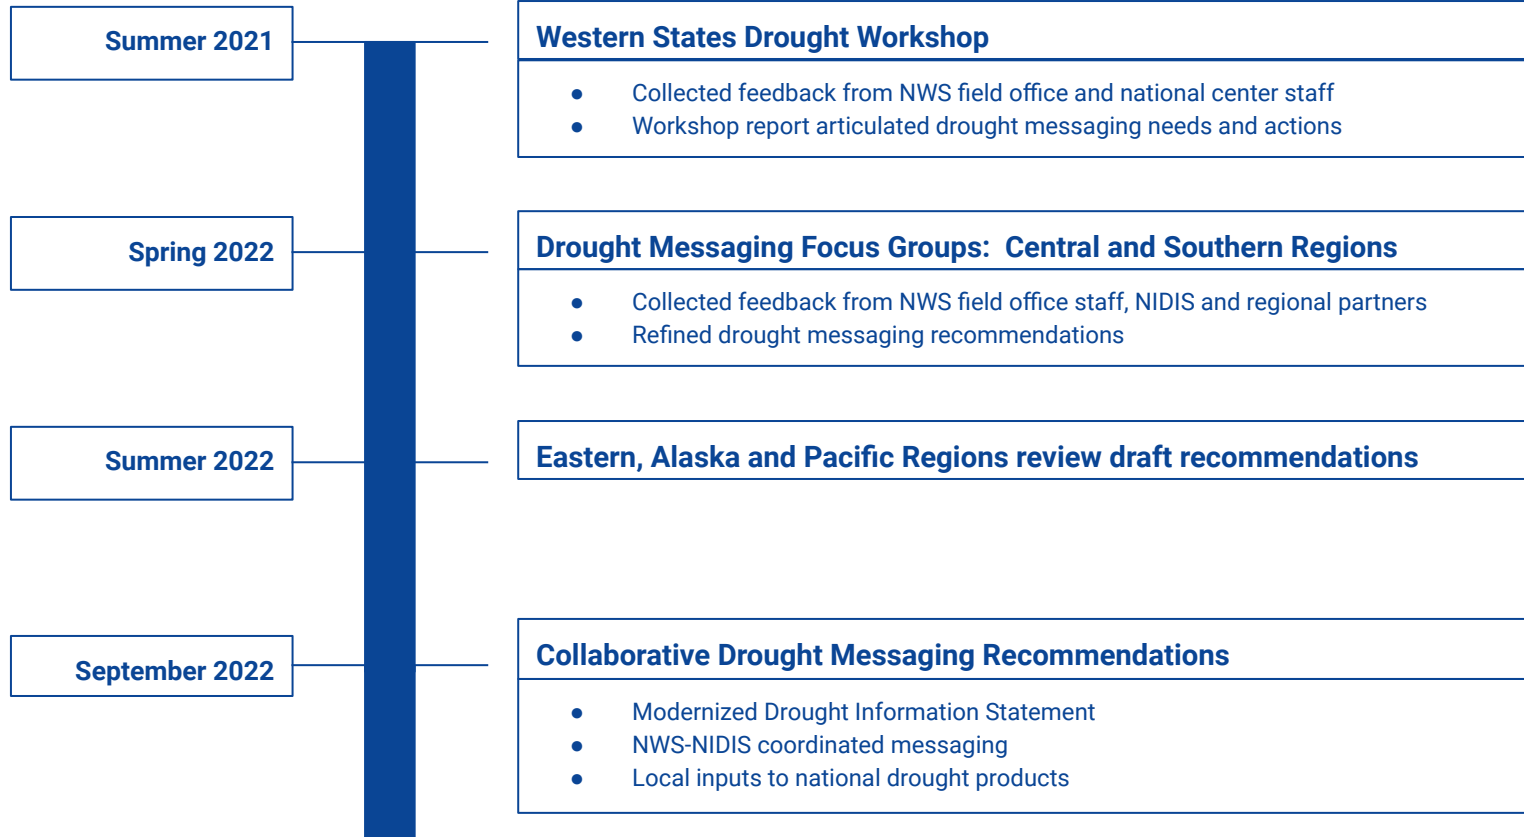 Summer 2021
Western States Drought Workshop
● Collected feedback from NWS field office and national center staff
● Workshop report articulated drought messaging needs and actions
Spring 2022
Drought Messaging Focus Groups:  Central and Southern Regions
● Collected feedback from NWS field office staff, NIDIS and regional partners
● Refined drought messaging recommendations
Summer 2022
Eastern, Alaska and Pacific Regions review draft recommendations
September 2022
Collaborative Drought Messaging Recommendations
● Modernized Drought Information Statement
● NWS-NIDIS coordinated messaging
● Local inputs to national drought products